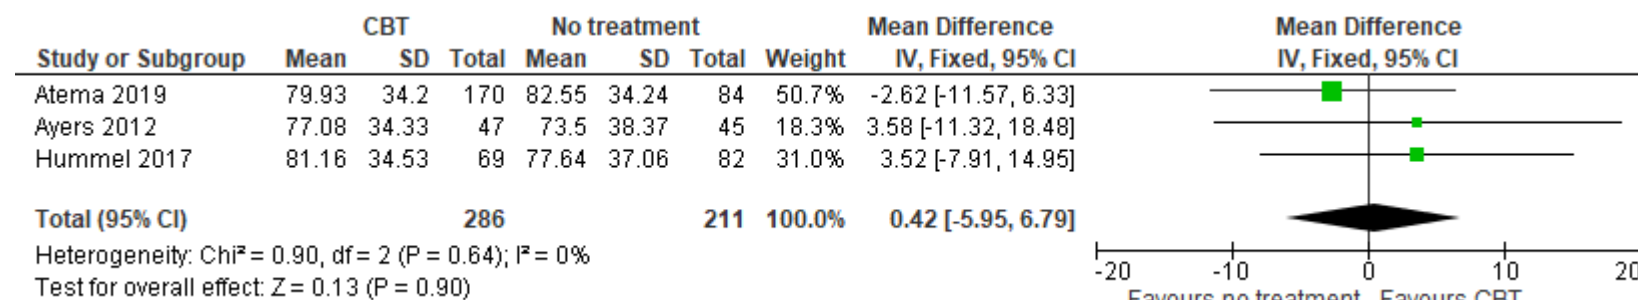 CBT No treatment Mean Difference Mean Difference
Study or Subgroup Mean SD Total Mean SD Total Weight IV, Fixed, 95% CI IV, Fixed, 95% CI
Atema 2019 79.93 34.2 170 82.55 34.24 84 50.7% -2.62 [-11.57, 6.33]
Ayers 2012 77.08 34.33 47 73.5 38.37 45 18.3% 3.58 [-11.32, 18.48]
Hummel 2017 81.16 34.53 69 77.64 37.06 82 31.0% 3.52 [-7.91, 14.95]
Total (95% CI) 286 211 100.0% 0.42 [-5.95, 6.79]
Heterogeneity: Chi² = 0.90, df = 2 (P = 0.64); I² = 0%
Test for overall effect: Z = 0.13 (P = 0.90)
-20 -10 0 10 20
Favours no treatment Favours CBT